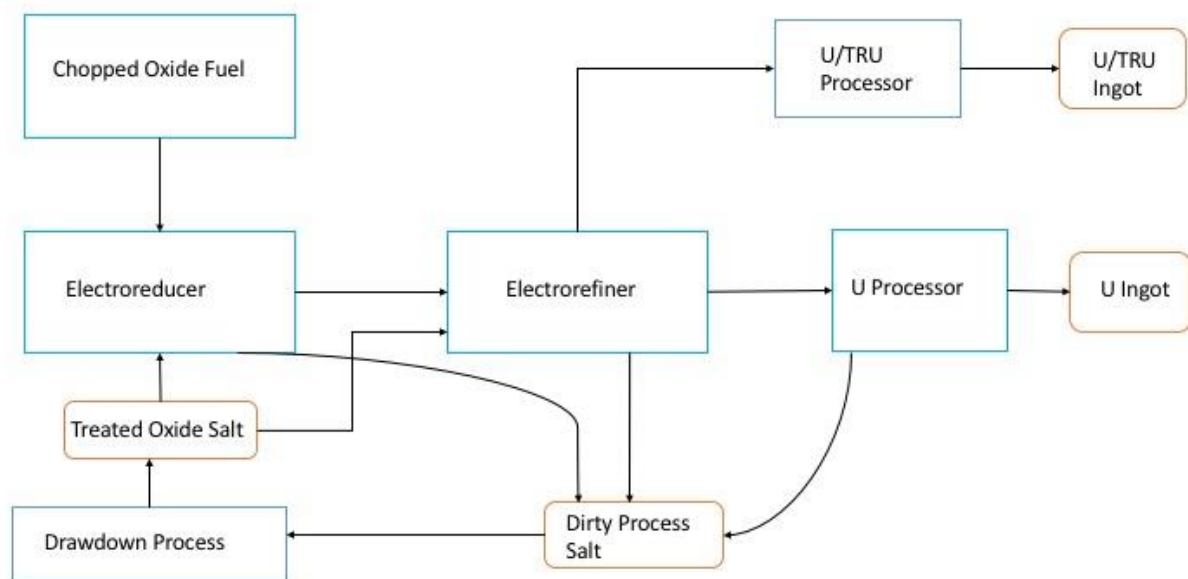 Chopped Oxide Fuel
U/TRU
Processor
U/TRU
Ingot
Electroreducer
Electrorefiner
U Processor
U Ingot
Treated Oxide Salt
Drawdown Process
Dirty Process
Salt